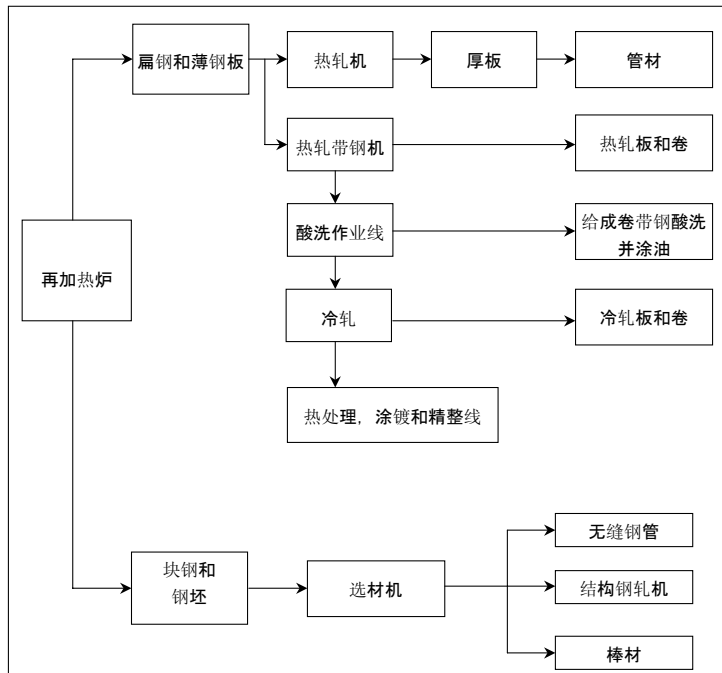 扁钢和薄钢板
热轧机
厚板
管材
热轧带钢机
热轧板和卷
酸洗作业线
给成卷带钢酸洗
并涂油
再加热炉
冷轧
冷轧板和卷
热处理，涂镀和精整线
无缝钢管
块钢和
钢坯
选材机
结构钢轧机
棒材